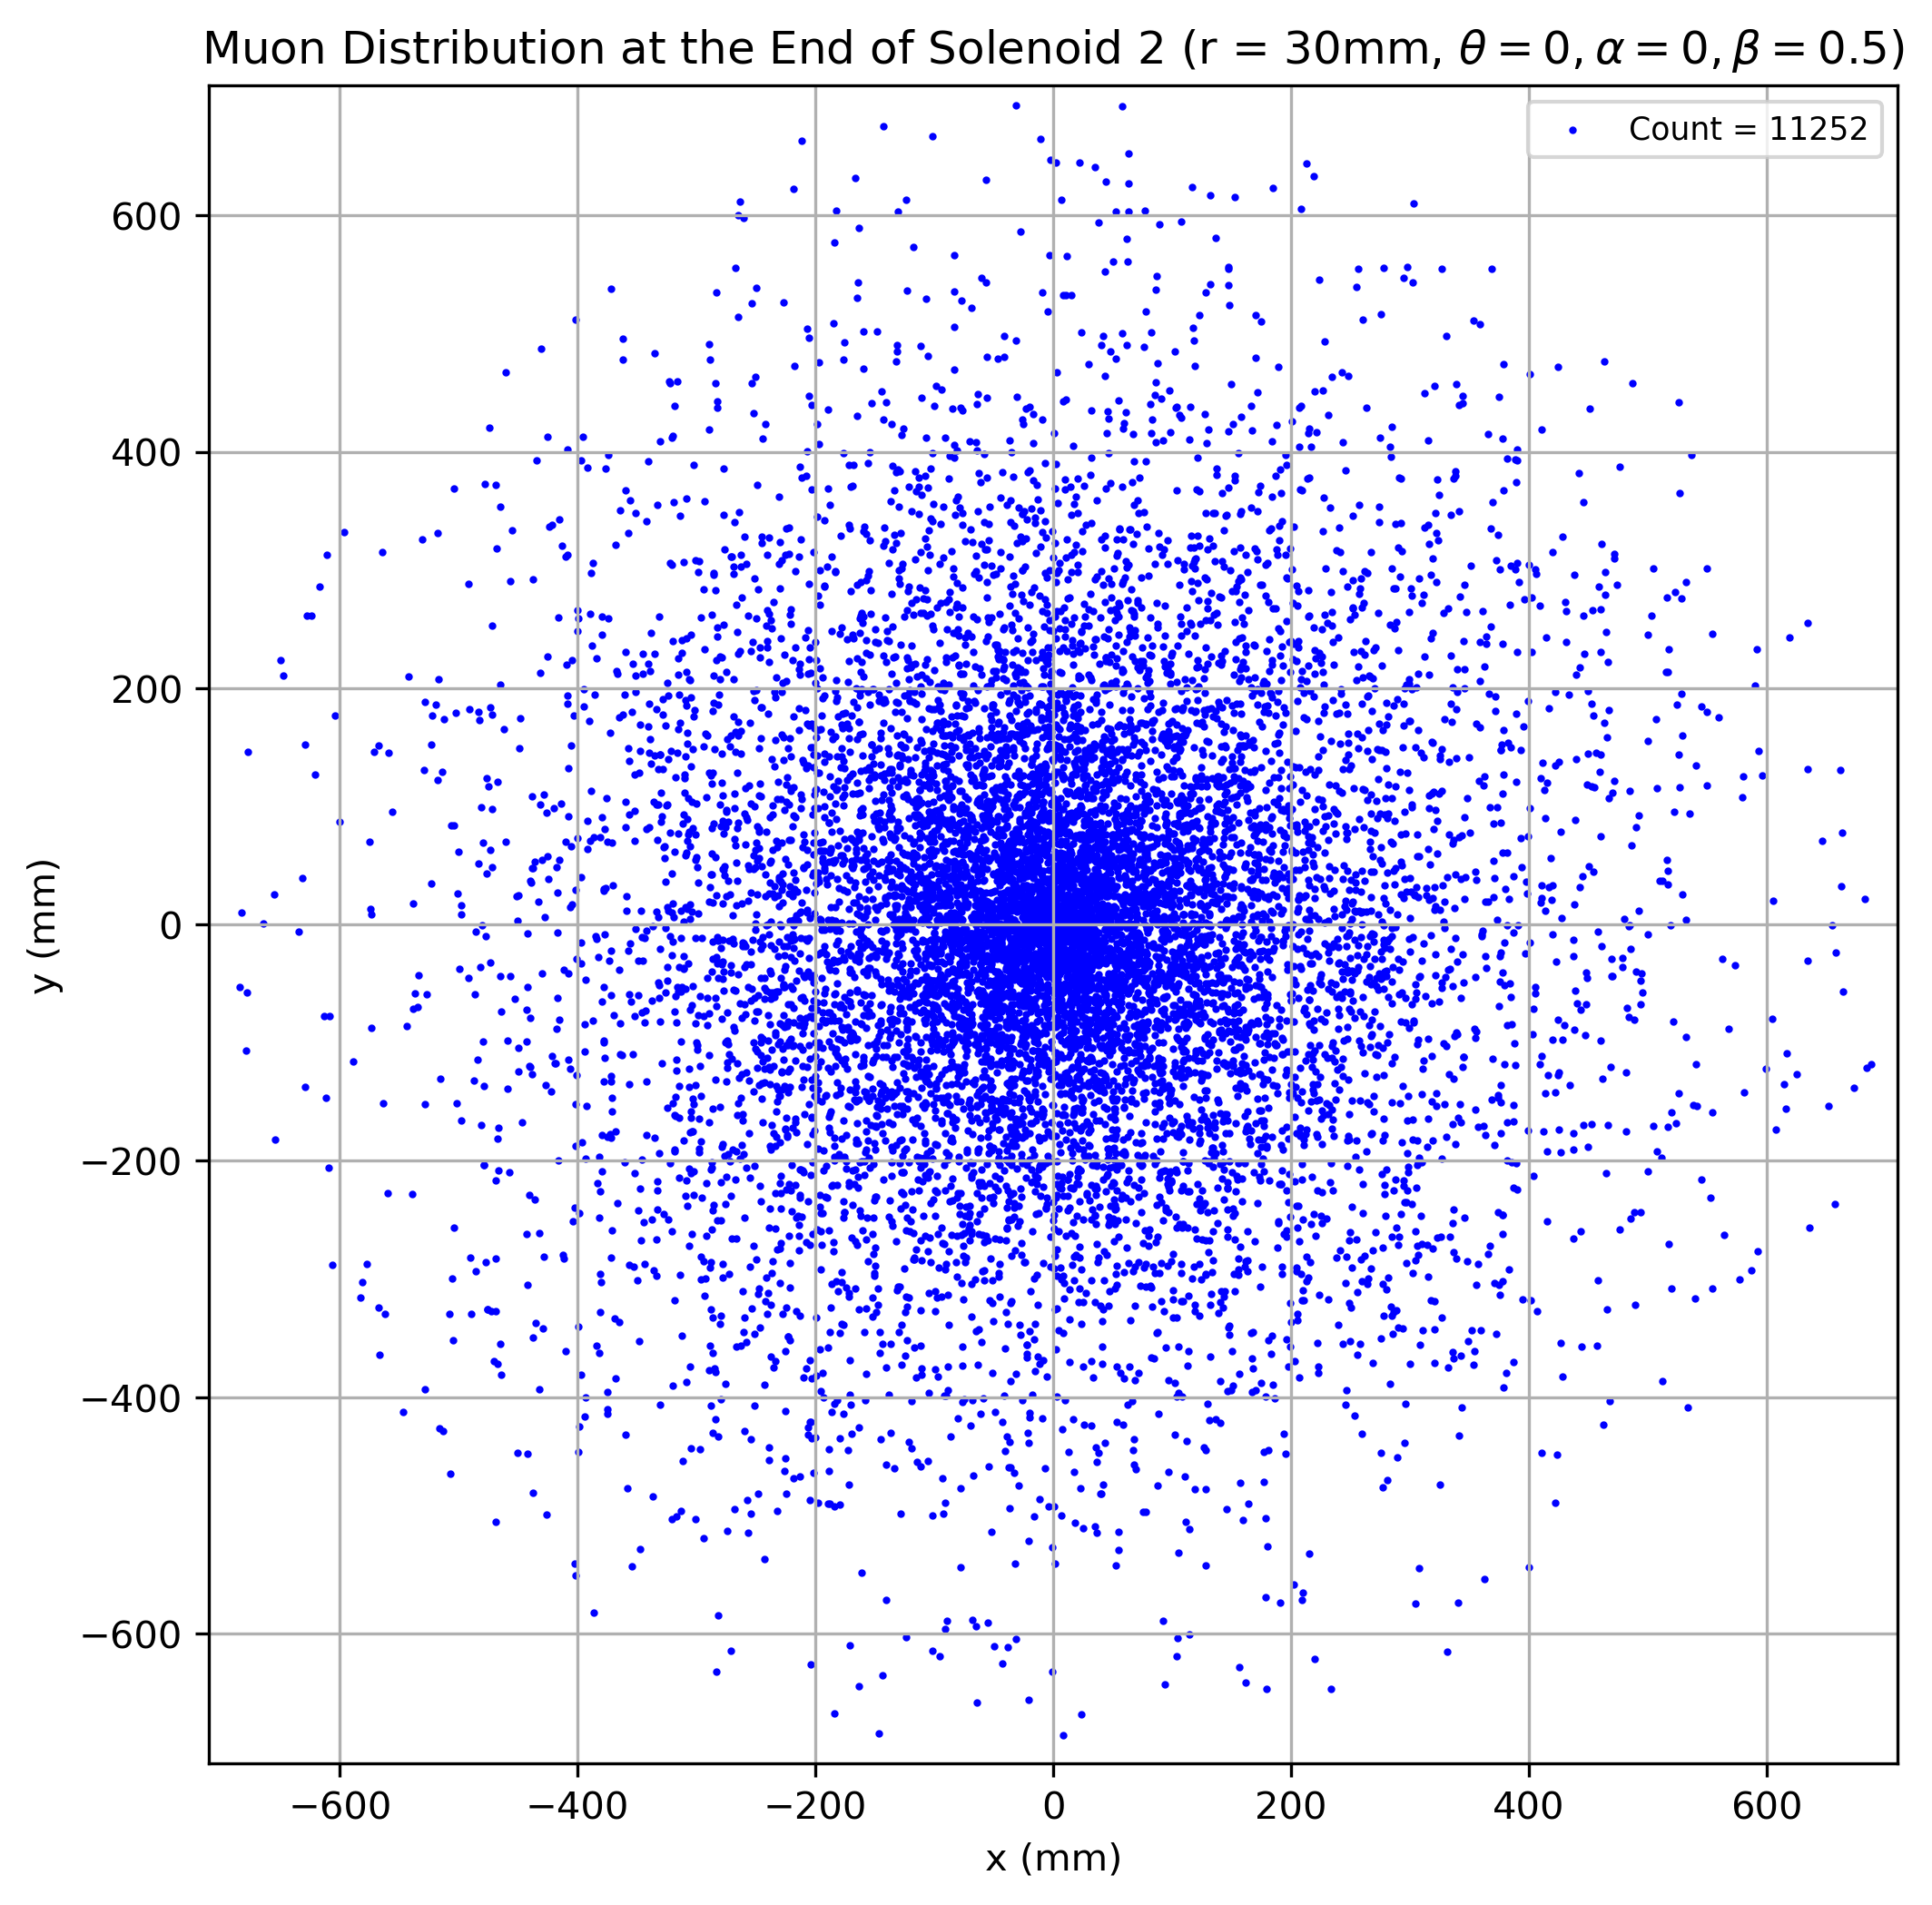 Muon Distribution at the End of Solenoid 2 (r = 30mm, θ = 0, α = 0, β = 0.5)
Count = 11252
600
400
200
0
−200
−400
−600
y (mm)
−600 −400 −200 0 200 400 600
x (mm)